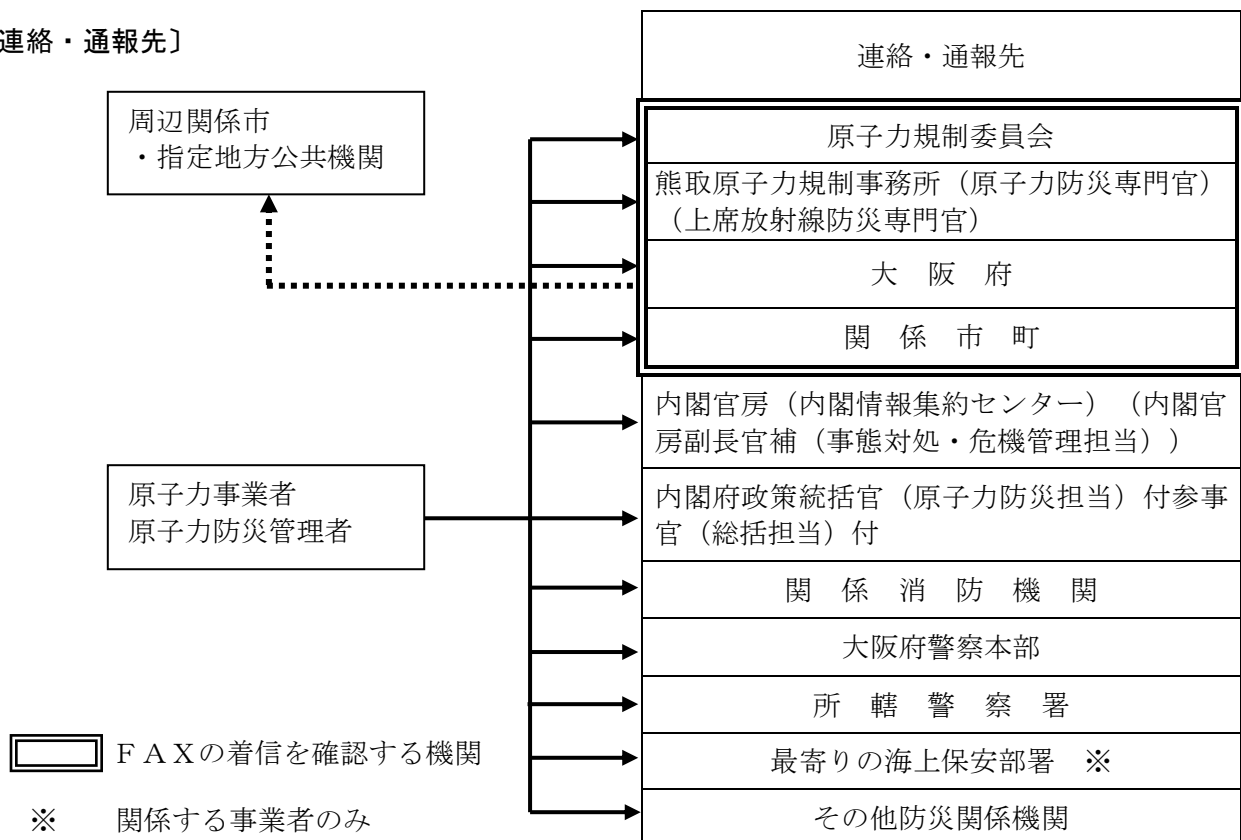 連絡・通報先〕
連絡・通報先
周辺関係市
・指定地方公共機関
原子力規制委員会
熊取原子力規制事務所（原子力防災専門官）
（上席放射線防災専門官）
大　阪　府
関　係　市　町
内閣官房（内閣情報集約センター）（内閣官
房副長官補（事態対処・危機管理担当））
原子力事業者
原子力防災管理者
内閣府政策統括官（原子力防災担当）付参事
官（総括担当）付
関　係　消　防　機　関
大阪府警察本部
所　轄　警　察　署
ＦＡＸの着信を確認する機関
最寄りの海上保安部署　※
※　関係する事業者のみ
その他防災関係機関